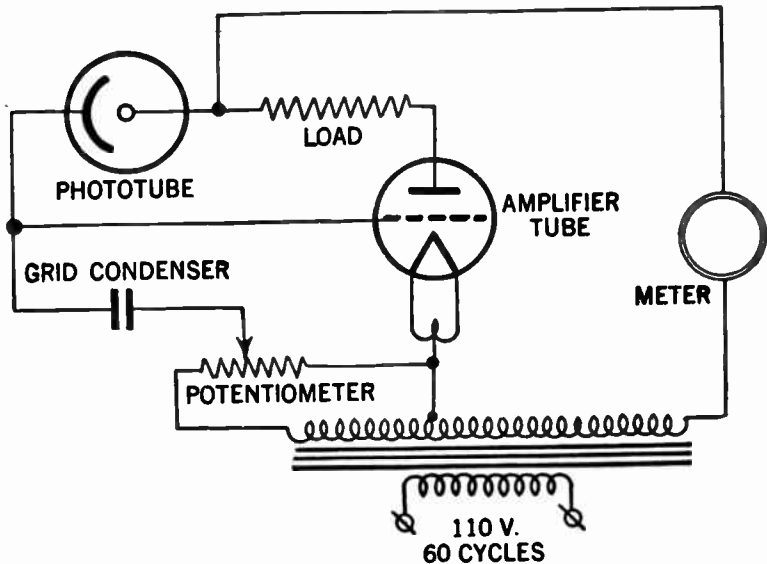 LOAD
PHOTOTUBE
AMPLIFIER
TUBE
GRID CONDENSER
METER
POTENTIOMETER
110 V.
60 CYCLES